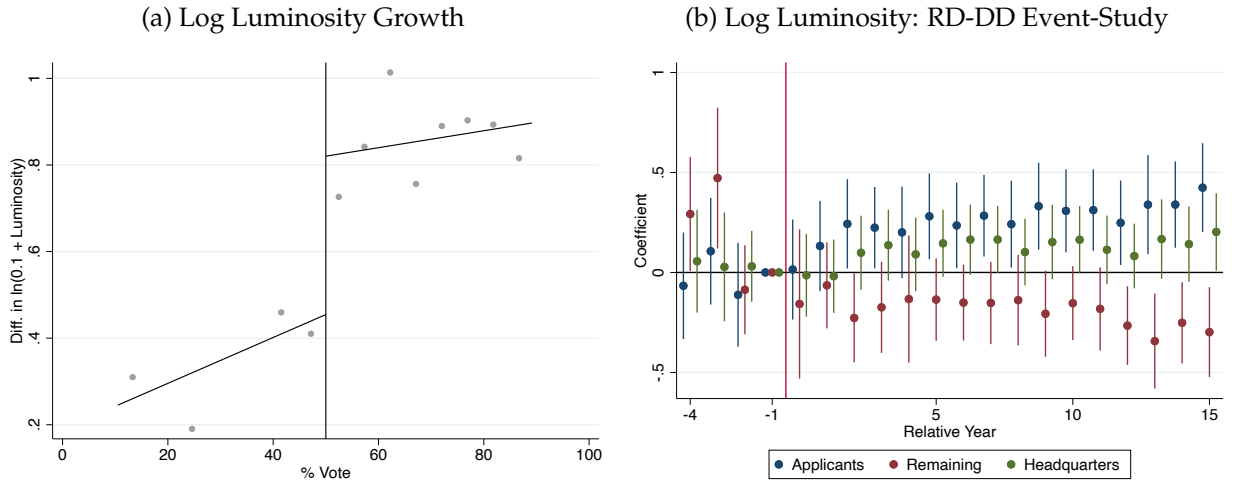 (a) Log Luminosity Growth
Diff. in ln(0.1 + Luminosity)
1
.8
.6
.4
.2
0 20 40 60 80 100
% Vote
(b) Log Luminosity: RD-DD Event-Study
Coefficient
1
.5
0
-.5
-4 -1 5 10 15
Relative Year
Applicants Remaining Headquarters